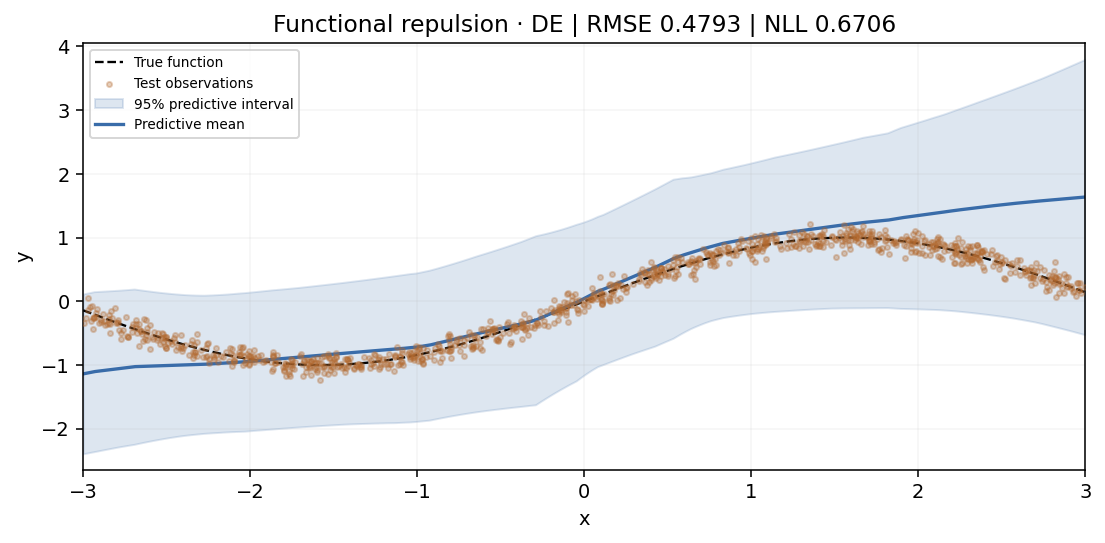 Functional repulsion · DE | RMSE 0.4793 | NLL 0.6706
True function
Test observations
95% predictive interval
Predictive mean
4
3
2
1
0
−1
−2
y
−3
−2
−1
0
1
2
3
x